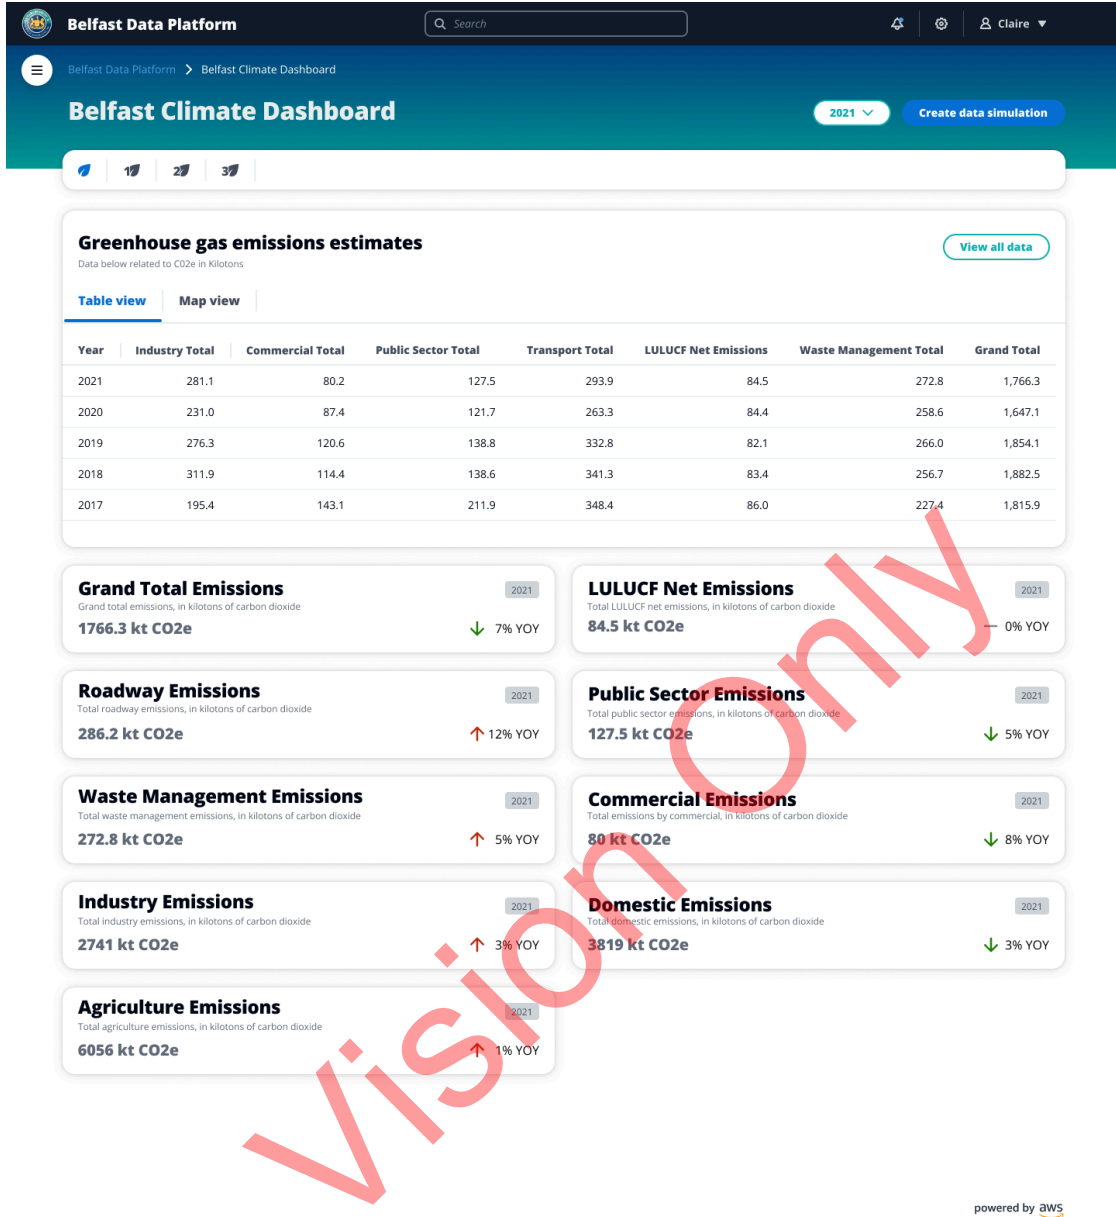 Belfast Data Platform
Search
Claire
Belfast Data Platform > Belfast Climate Dashboard
Belfast Climate Dashboard
2021
Create data simulation
1
2
3
Greenhouse gas emissions estimates
View all data
Data below related to C02e in Kilotons
Table view Map view
Year Industry Total Commercial Total Public Sector Total Transport Total LULUCF Net Emissions Waste Management Total Grand Total
2021 281.1 80.2 127.5 293.9 84.5 272.8 1,766.3
2020 231.0 87.4 121.7 263.3 84.4 258.6 1,647.1
2019 276.3 120.6 138.8 332.8 82.1 266.0 1,854.1
2018 311.9 114.4 138.6 341.3 83.4 256.7 1,882.5
2017 195.4 143.1 211.9 348.4 86.0 227.4 1,815.9
Grand Total Emissions 2021
Grand total emissions, in kilotons of carbon dioxide
1766.3 kt CO2e 7% YOY
LULUCF Net Emissions 2021
Total LULUCF net emissions, in kilotons of carbon dioxide
84.5 kt CO2e 0% YOY
Roadway Emissions 2021
Total roadway emissions, in kilotons of carbon dioxide
286.2 kt CO2e 12% YOY
Public Sector Emissions 2021
Total public sector emissions, in kilotons of carbon dioxide
127.5 kt CO2e 5% YOY
Waste Management Emissions 2021
Total waste management emissions, in kilotons of carbon dioxide
272.8 kt CO2e 5% YOY
Commercial Emissions 2021
Total emissions by commercial, in kilotons of carbon dioxide
80 kt CO2e 8% YOY
Industry Emissions 2021
Total industry emissions, in kilotons of carbon dioxide
2741 kt CO2e 3% YOY
Domestic Emissions 2021
Total domestic emissions, in kilotons of carbon dioxide
3819 kt CO2e 3% YOY
Agriculture Emissions 2021
Total agriculture emissions, in kilotons of carbon dioxide
6056 kt CO2e 1% YOY
Vision Only
powered by aws